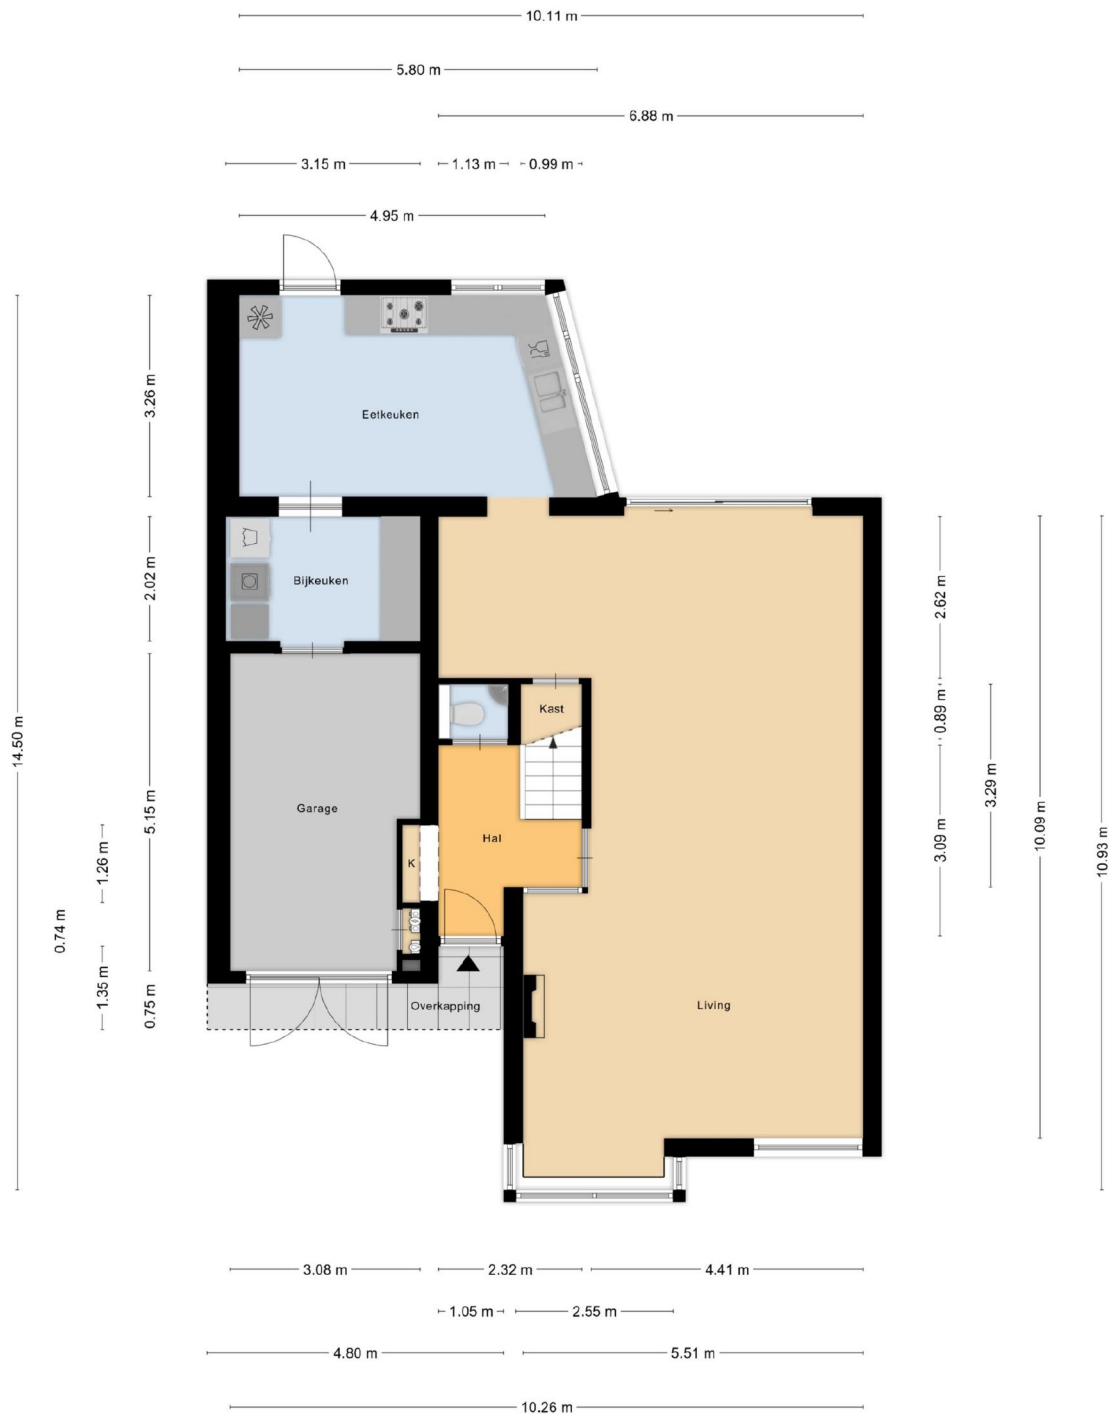 10.11 m
5.80 m
6.88 m
3.15 m
1.13 m
0.99 m
4.95 m
3.26 m
Eetkeuken
2.02 m
Bijkeuken
2.62 m
14.50 m
5.15 m
Garage
Kast
0.89 m
3.29 m
10.09 m
10.93 m
1.26 m
K
Hal
3.09 m
0.74 m
1.35 m
0.75 m
Overkapping
Living
3.08 m
2.32 m
4.41 m
1.05 m
2.55 m
4.80 m
5.51 m
10.26 m